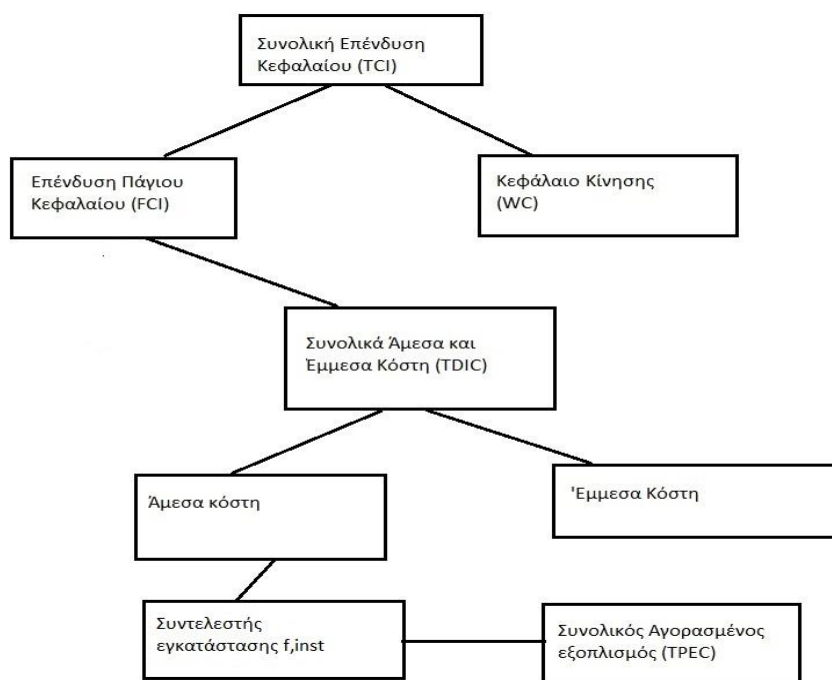 Συνολική Επένδυση
Κεφαλαίου (TCI)
Επένδυση Πάγιου
Κεφαλαίου (FCI)
Κεφάλαιο Κίνησης
(WC)
Συνολικά Άμεσα και
Έμμεσα Κόστη (TDIC)
Άμεσα κόστη
'Εμμεσα Κόστη
Συντελεστής
εγκατάστασης f,inst
Συνολικός Αγορασμένος
εξοπλισμός (TPEC)